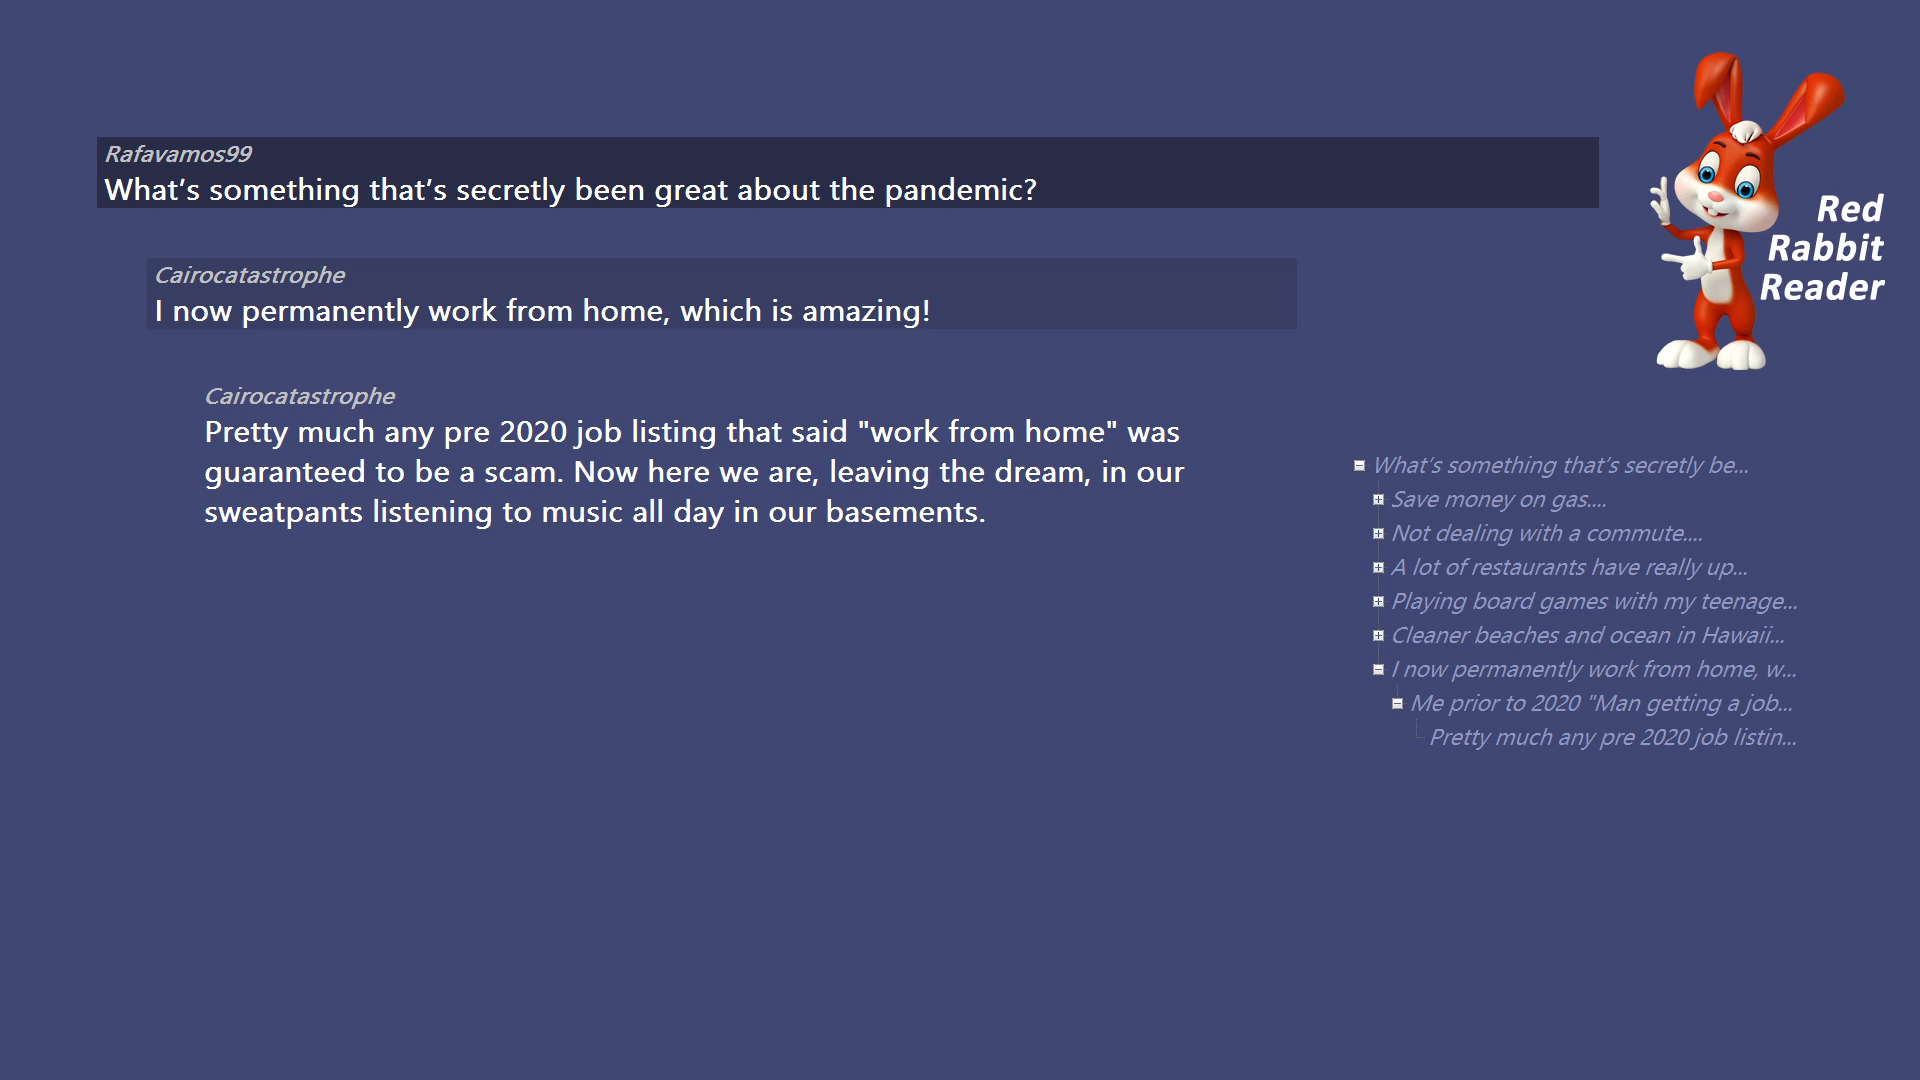 Rafavamos99
What’s something that’s secretly been great about the pandemic?
Cairocatastrophe
I now permanently work from home, which is amazing!
Cairocatastrophe
Pretty much any pre 2020 job listing that said "work from home" was
guaranteed to be a scam. Now here we are, leaving the dream, in our
sweatpants listening to music all day in our basements.
Red
Rabbit
Reader
What’s something that’s secretly be...
Save money on gas....
Not dealing with a commute....
A lot of restaurants have really up...
Playing board games with my teenage...
Cleaner beaches and ocean in Hawaii...
I now permanently work from home, w...
Me prior to 2020 "Man getting a job...
Pretty much any pre 2020 job listin...